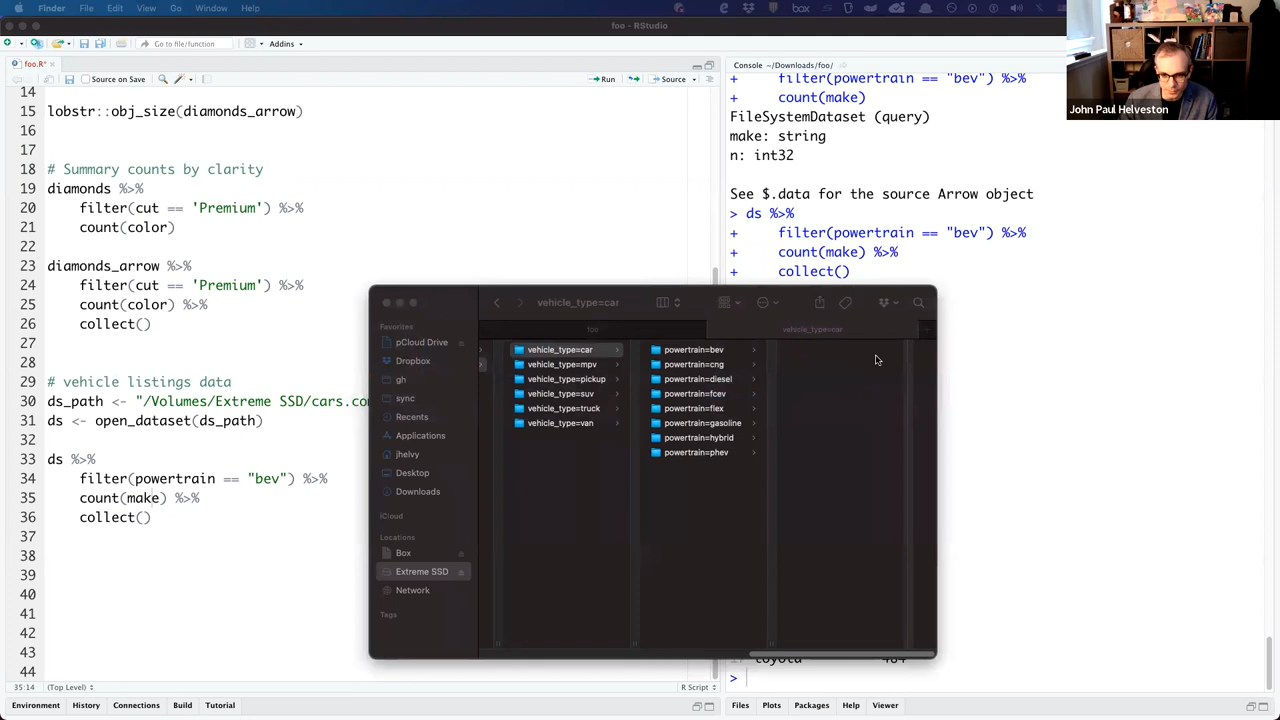 Finder File Edit View Go Window Help
RStudio
Go to file/function
Addins
foo.R*
Source on Save
Run
Source
14
15 lobstr::obj_size(diamonds_arrow)
16
17
18 # Summary counts by clarity
19 diamonds %>%
20 filter(cut == 'Premium') %>%
21 count(color)
22
23 diamonds_arrow %>%
24 filter(cut == 'Premium') %>%
25 count(color) %>%
26 collect()
27
28
29 # vehicle listings data
30 ds_path <- "/Volumes/Extreme SSD/cars.co
31 ds <- open_dataset(ds_path)
32
33 ds %>%
34 filter(powertrain == "bev") %>%
35 count(make) %>%
36 collect()
37
38
39
40
41
42
43
44
35:14 (Top Level) R Script
Environment History Connections Build Tutorial
Console ~/Downloads/foo/
+ filter(powertrain == "bev") %>%
+ count(make)
FileSystemDataset (query)
make: string
n: int32
See $.data for the source Arrow object
> ds %>%
+ filter(powertrain == "bev") %>%
+ count(make) %>%
+ collect()
>
Files Plots Packages Help Viewer
John Paul Helveston
vehicle_type=car
foo
vehicle_type=car
Favorites
pCloud Drive
Dropbox
gh
sync
Recents
Applications
jhelvy
Desktop
Downloads
iCloud
Locations
Box
Extreme SSD
Network
Tags
vehicle_type=car
vehicle_type=mpv
vehicle_type=pickup
vehicle_type=suv
vehicle_type=truck
vehicle_type=van
powertrain=bev
powertrain=cng
powertrain=diesel
powertrain=fcev
powertrain=flex
powertrain=gasoline
powertrain=hybrid
powertrain=phev